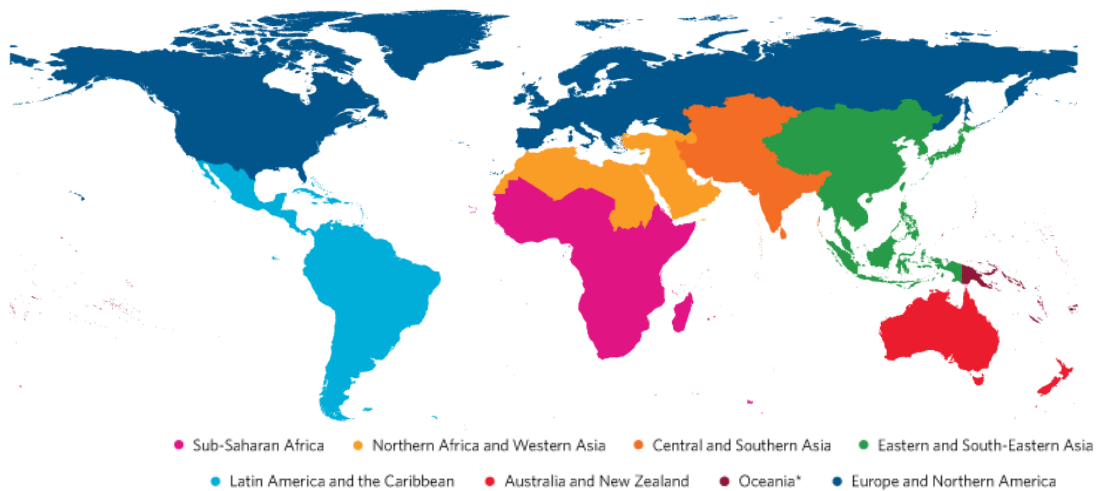 Sub-Saharan Africa Northern Africa and Western Asia Central and Southern Asia Eastern and South-Eastern Asia
Latin America and the Caribbean Australia and New Zealand Oceania* Europe and Northern America